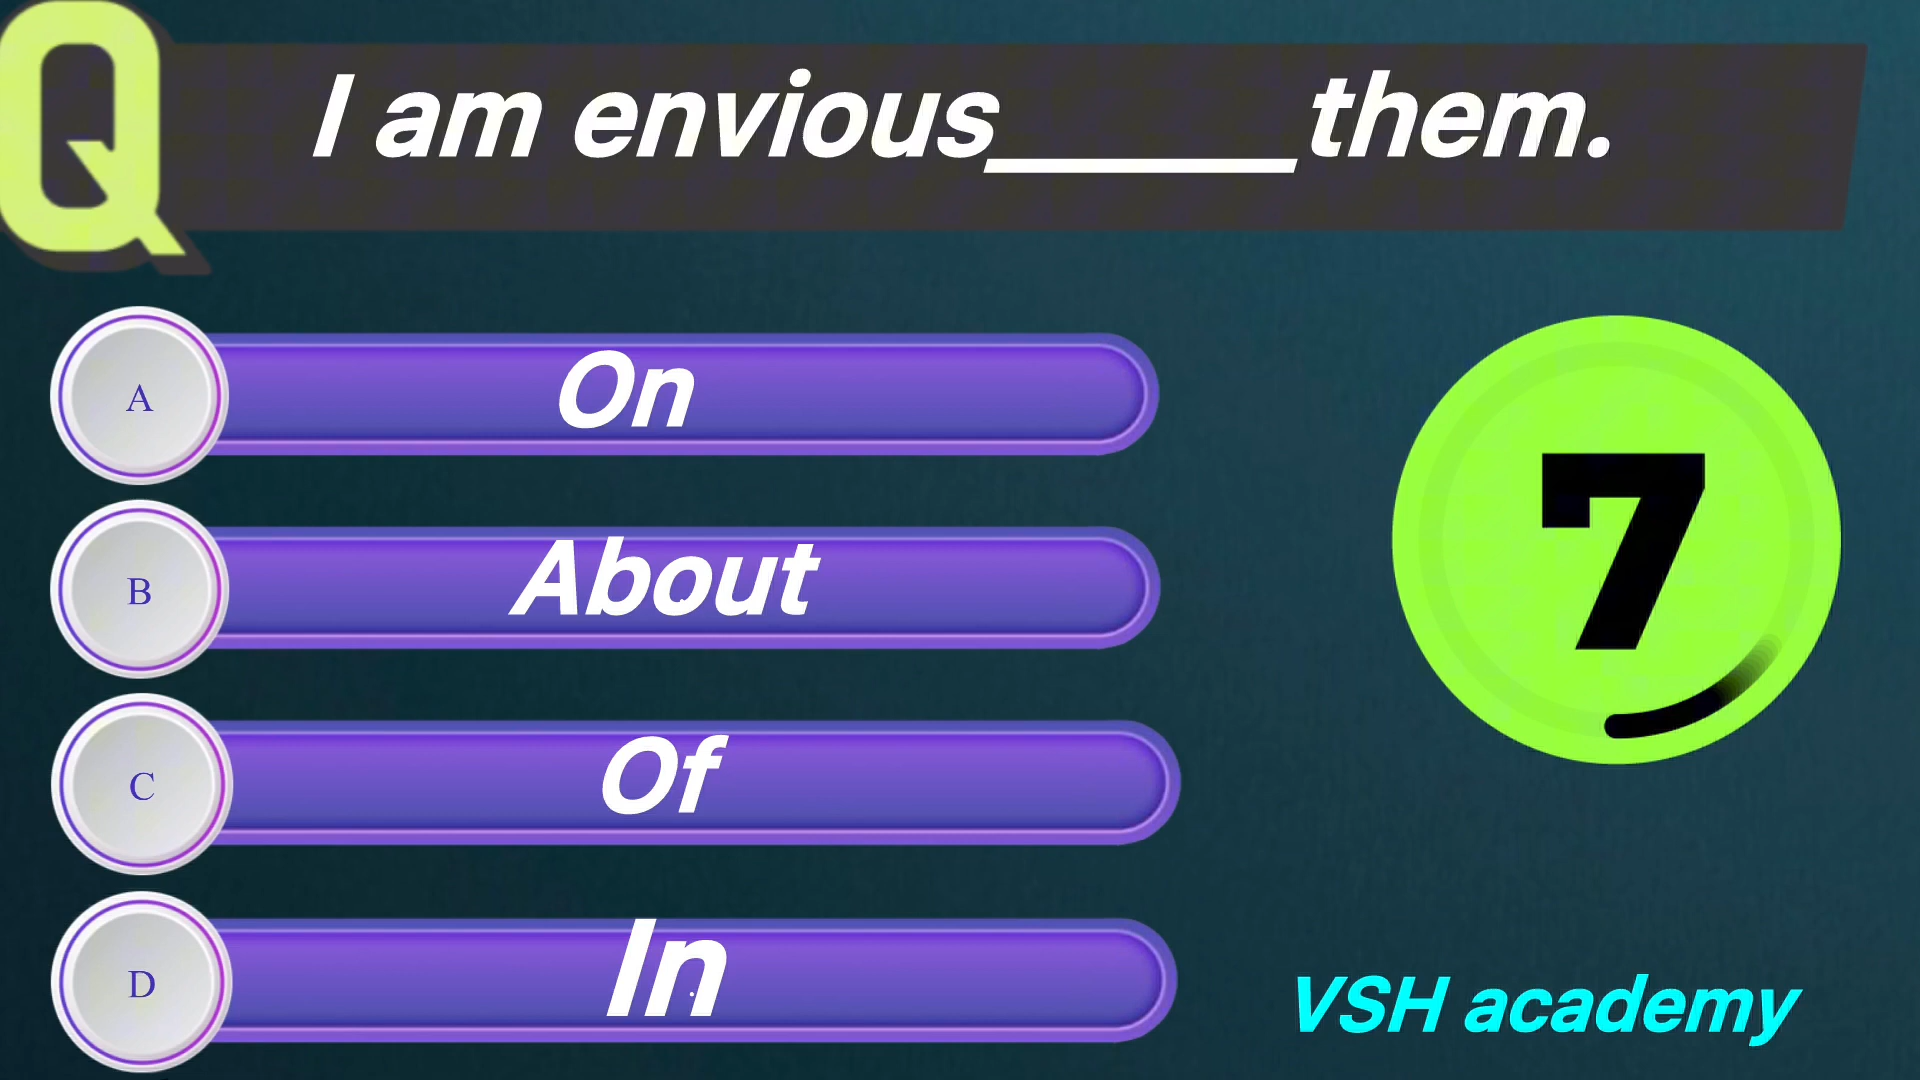 Q
I am envious_____them.
A On
B About
C Of
D In
7
VSH academy